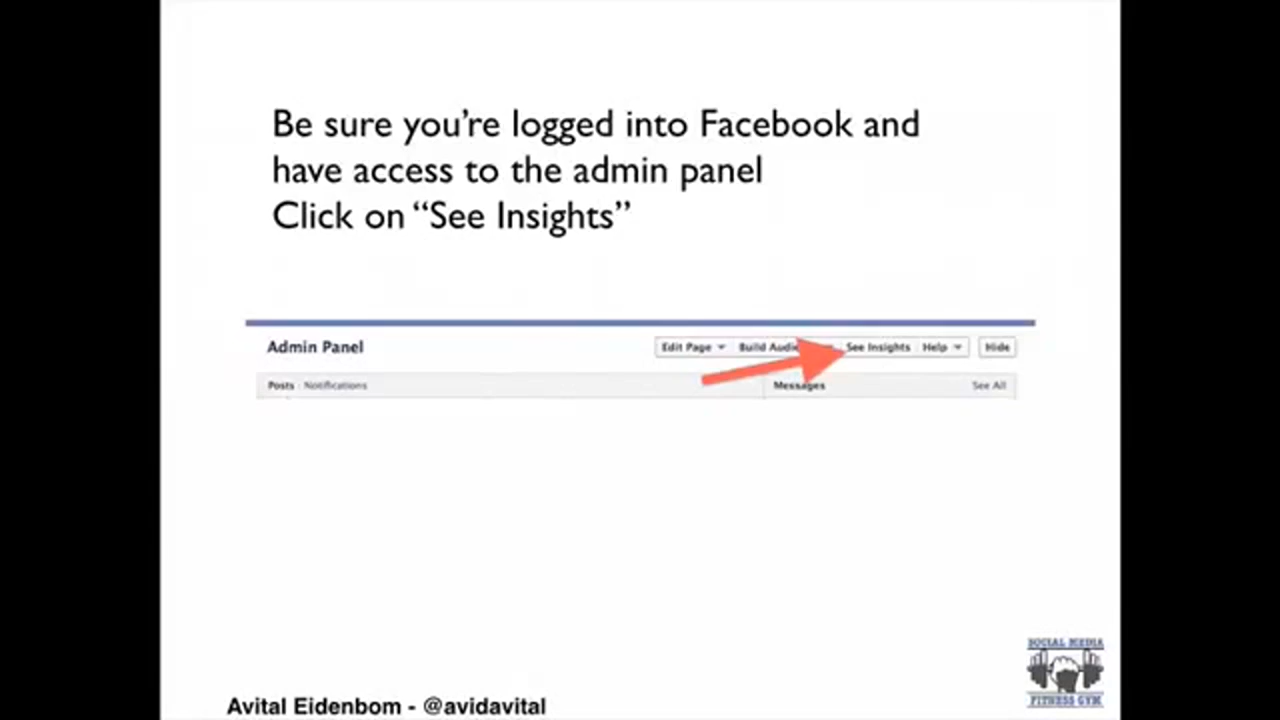 Be sure you're logged into Facebook and
have access to the admin panel
Click on “See Insights”
Admin Panel
Edit Page Build Audi See Insights Help Hide
Posts Notifications Messages See All
SOCIAL MEDIA
FITNESS GYM
Avital Eidenbom - @avidavital